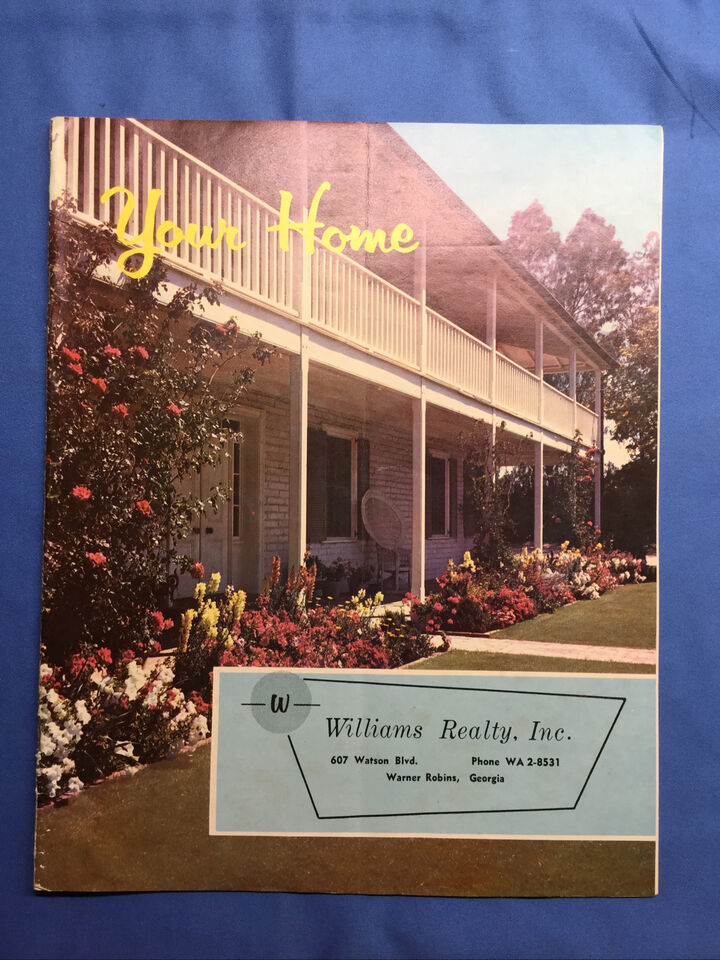 Your Home
W
Williams Realty, Inc.
607 Watson Blvd. Phone WA 2-8531
Warner Robins, Georgia